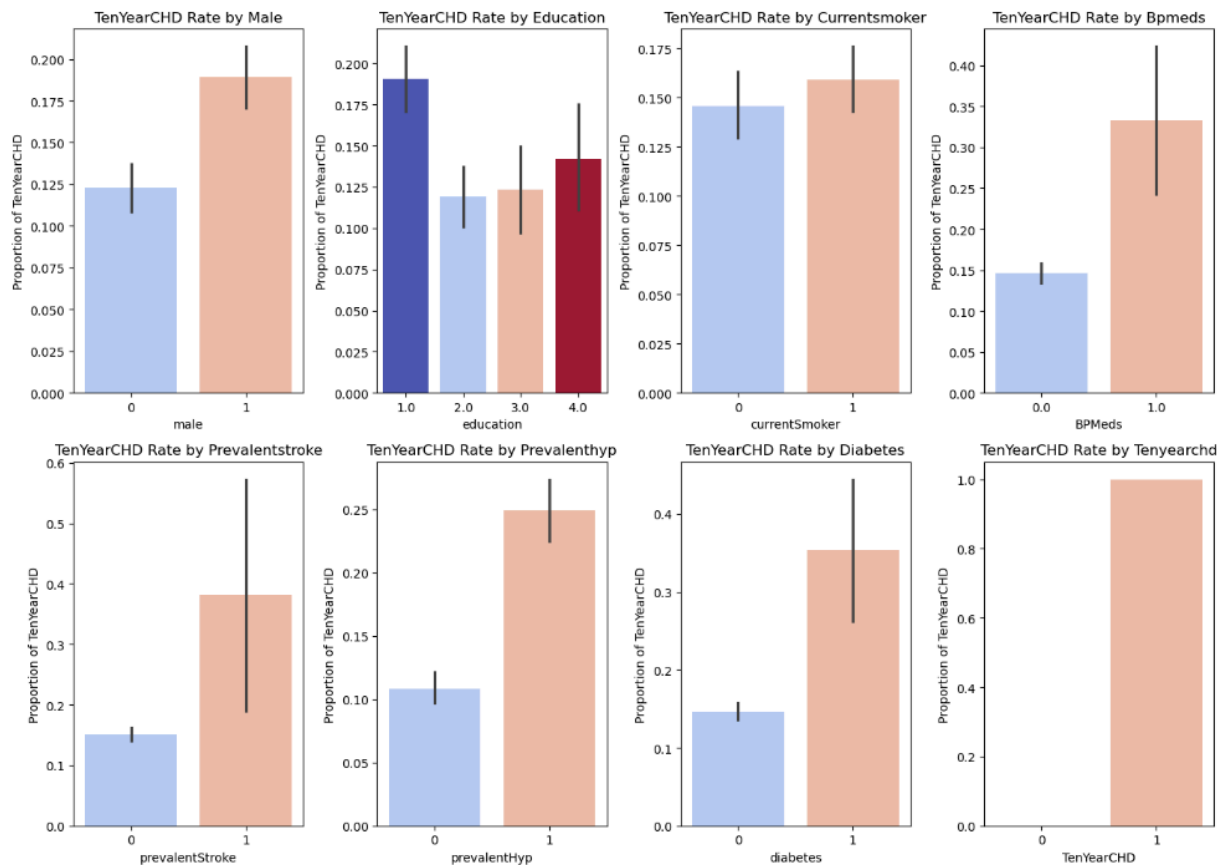 TenYearCHD Rate by Male
Proportion of TenYearCHD
0.200
0.175
0.150
0.125
0.100
0.075
0.050
0.025
0.000
0 1
male
TenYearCHD Rate by Education
Proportion of TenYearCHD
0.200
0.175
0.150
0.125
0.100
0.075
0.050
0.025
0.000
1.0 2.0 3.0 4.0
education
TenYearCHD Rate by Currentsmoker
Proportion of TenYearCHD
0.175
0.150
0.125
0.100
0.075
0.050
0.025
0.000
0 1
currentSmoker
TenYearCHD Rate by Bpmeds
Proportion of TenYearCHD
0.40
0.35
0.30
0.25
0.20
0.15
0.10
0.05
0.00
0.0 1.0
BPMeds
TenYearCHD Rate by Prevalentstroke
Proportion of TenYearCHD
0.6
0.5
0.4
0.3
0.2
0.1
0.0
0 1
prevalentStroke
TenYearCHD Rate by Prevalenthyp
Proportion of TenYearCHD
0.25
0.20
0.15
0.10
0.05
0.00
0 1
prevalentHyp
TenYearCHD Rate by Diabetes
Proportion of TenYearCHD
0.4
0.3
0.2
0.1
0.0
0 1
diabetes
TenYearCHD Rate by Tenyearchd
Proportion of TenYearCHD
1.0
0.8
0.6
0.4
0.2
0.0
0 1
TenYearCHD